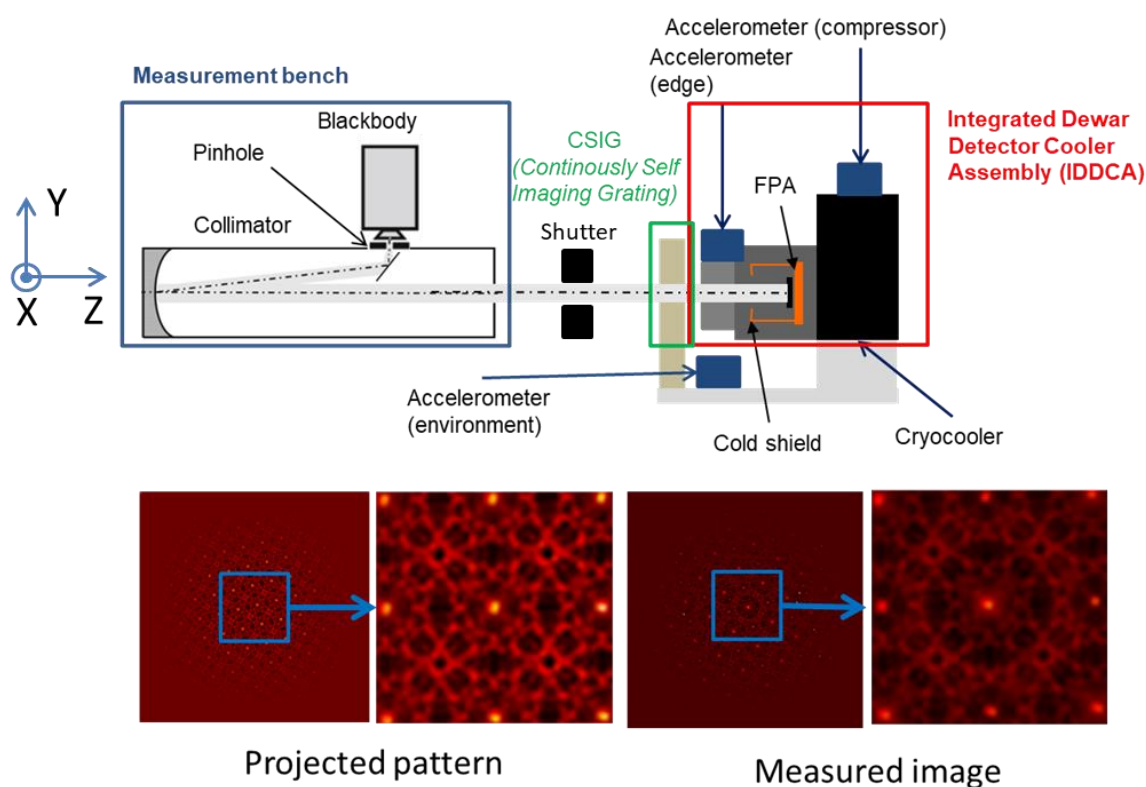 Accelerometer (compressor)
Accelerometer
(edge)
Measurement bench
Blackbody
Pinhole
Collimator
CSIG
(Continously Self
Imaging Grating)
Integrated Dewar
Detector Cooler
Assembly (IDDCA)
FPA
Shutter
Y
X
Z
Accelerometer
(environment)
Cold shield
Cryocooler
Projected pattern
Measured image